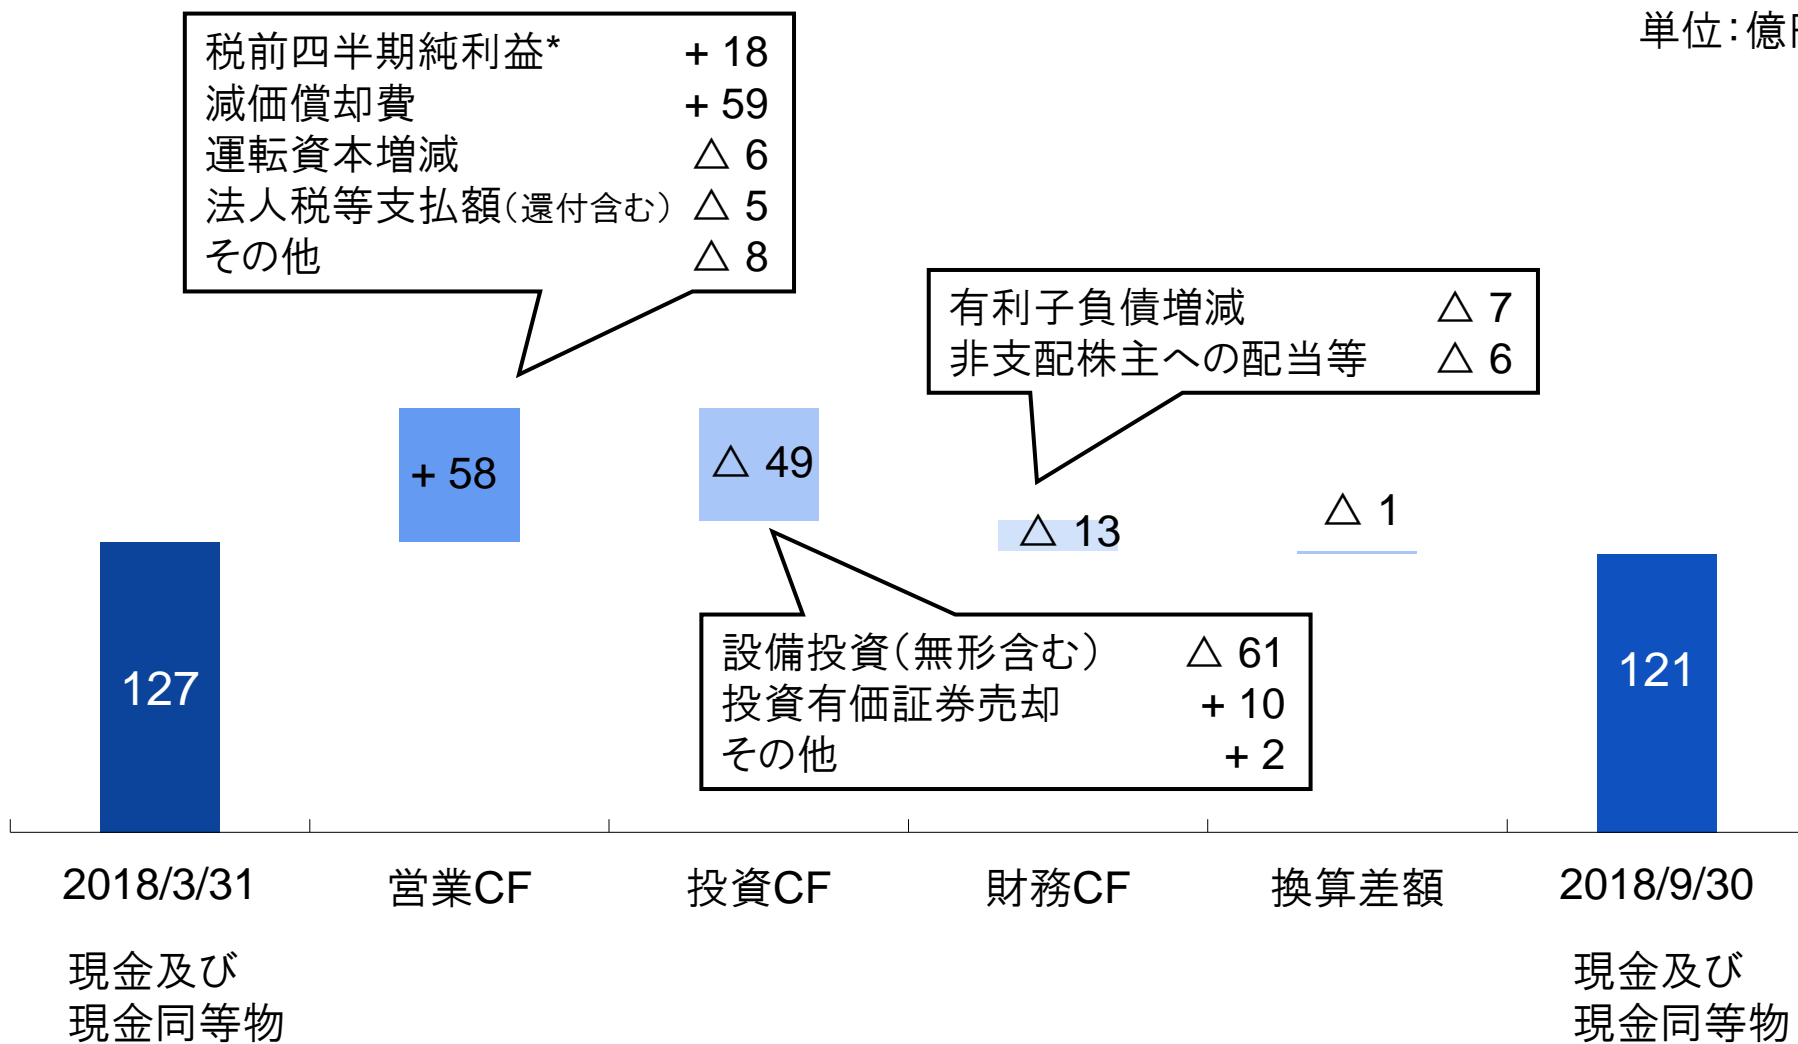 単位：億
税前四半期純利益* + 18
減価償却費 + 59
運転資本増減 △ 6
法人税等支払額（還付含む） △ 5
その他 △ 8
有利子負債増減 △ 7
非支配株主への配当等 △ 6
+ 58
△ 49
△ 13
△ 1
設備投資（無形含む） △ 61
投資有価証券売却 + 10
その他 + 2
127
121
2018/3/31 営業CF 投資CF 財務CF 換算差額 2018/9/30
現金及び
現金同等物
現金及び
現金同等物